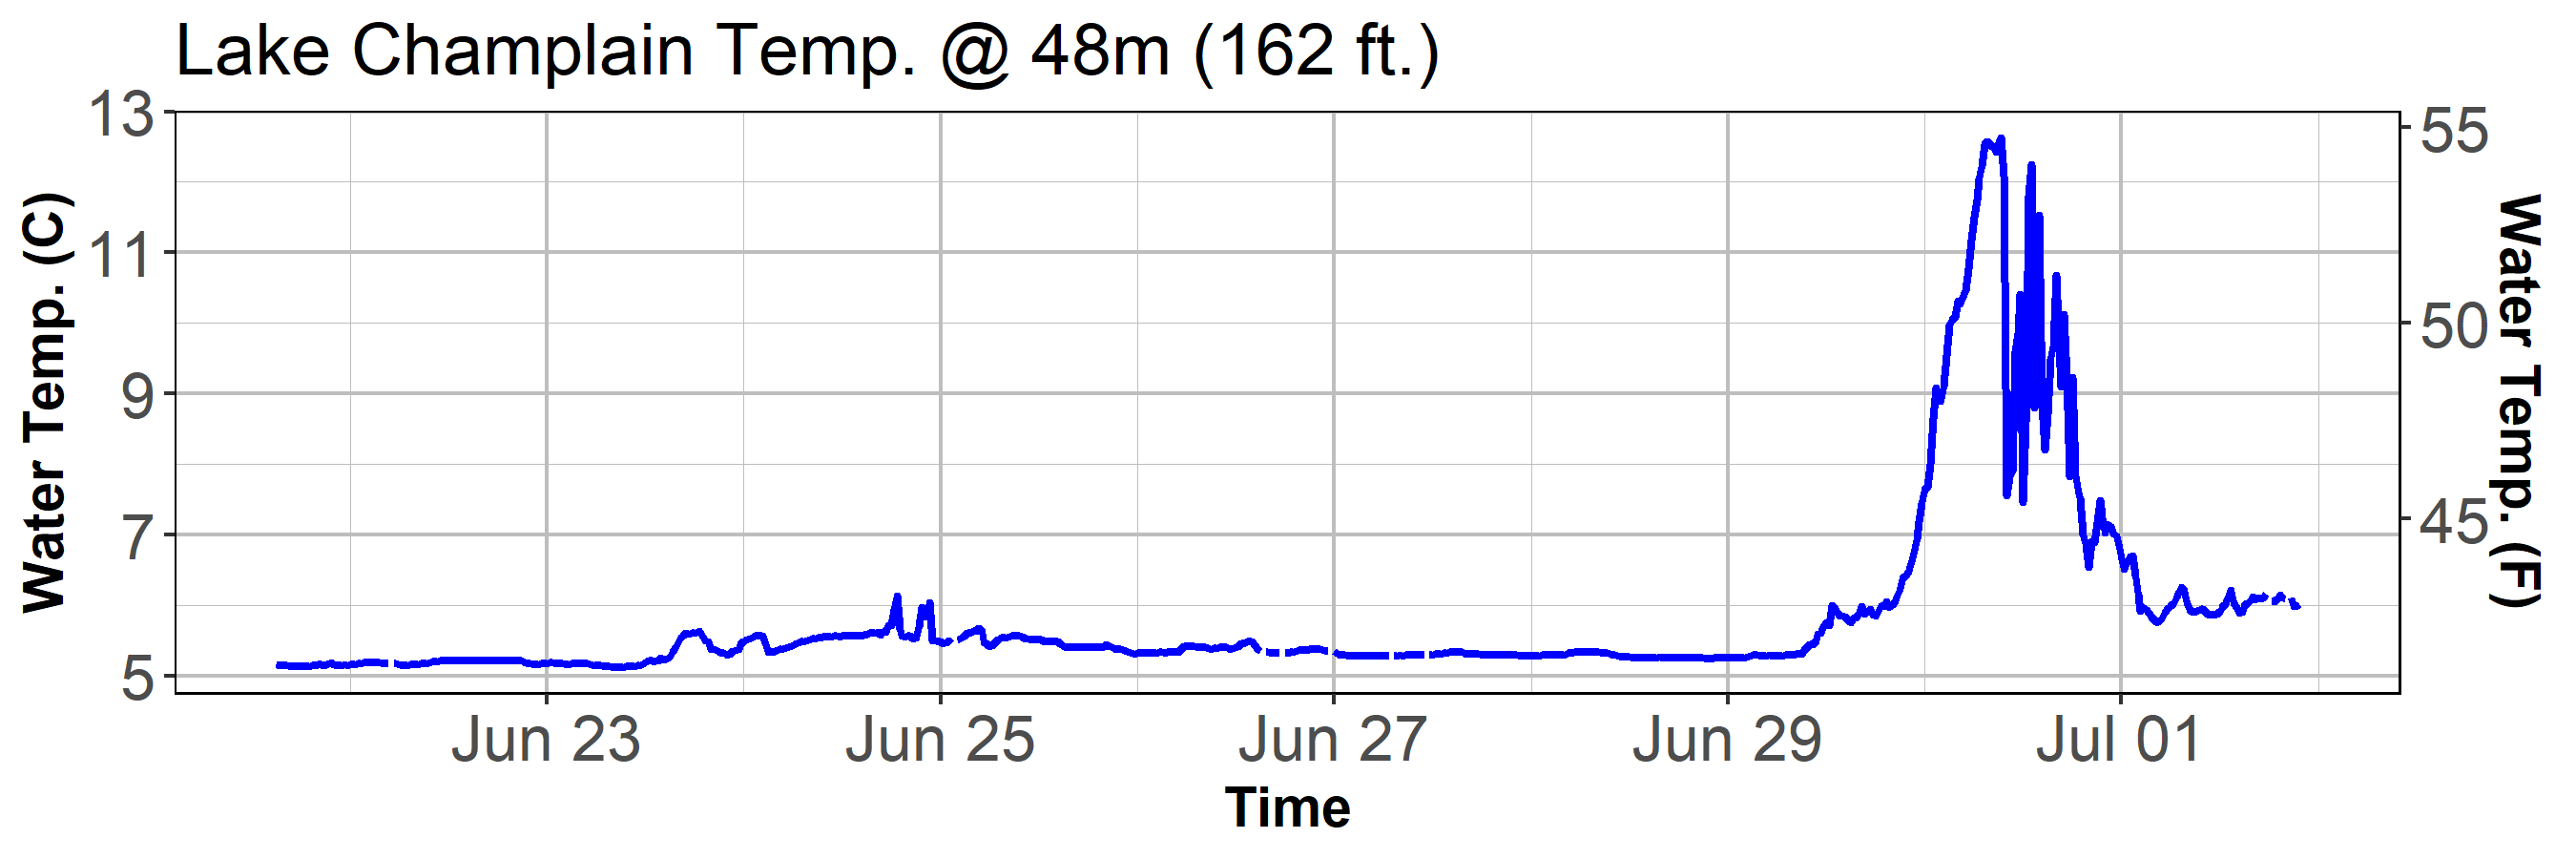 Lake Champlain Temp. @ 48m (162 ft.)
Water Temp. (C)
13
11
9
7
5
55
50
45
Water Temp. (F)
Jun 23 Jun 25 Jun 27 Jun 29 Jul 01
Time